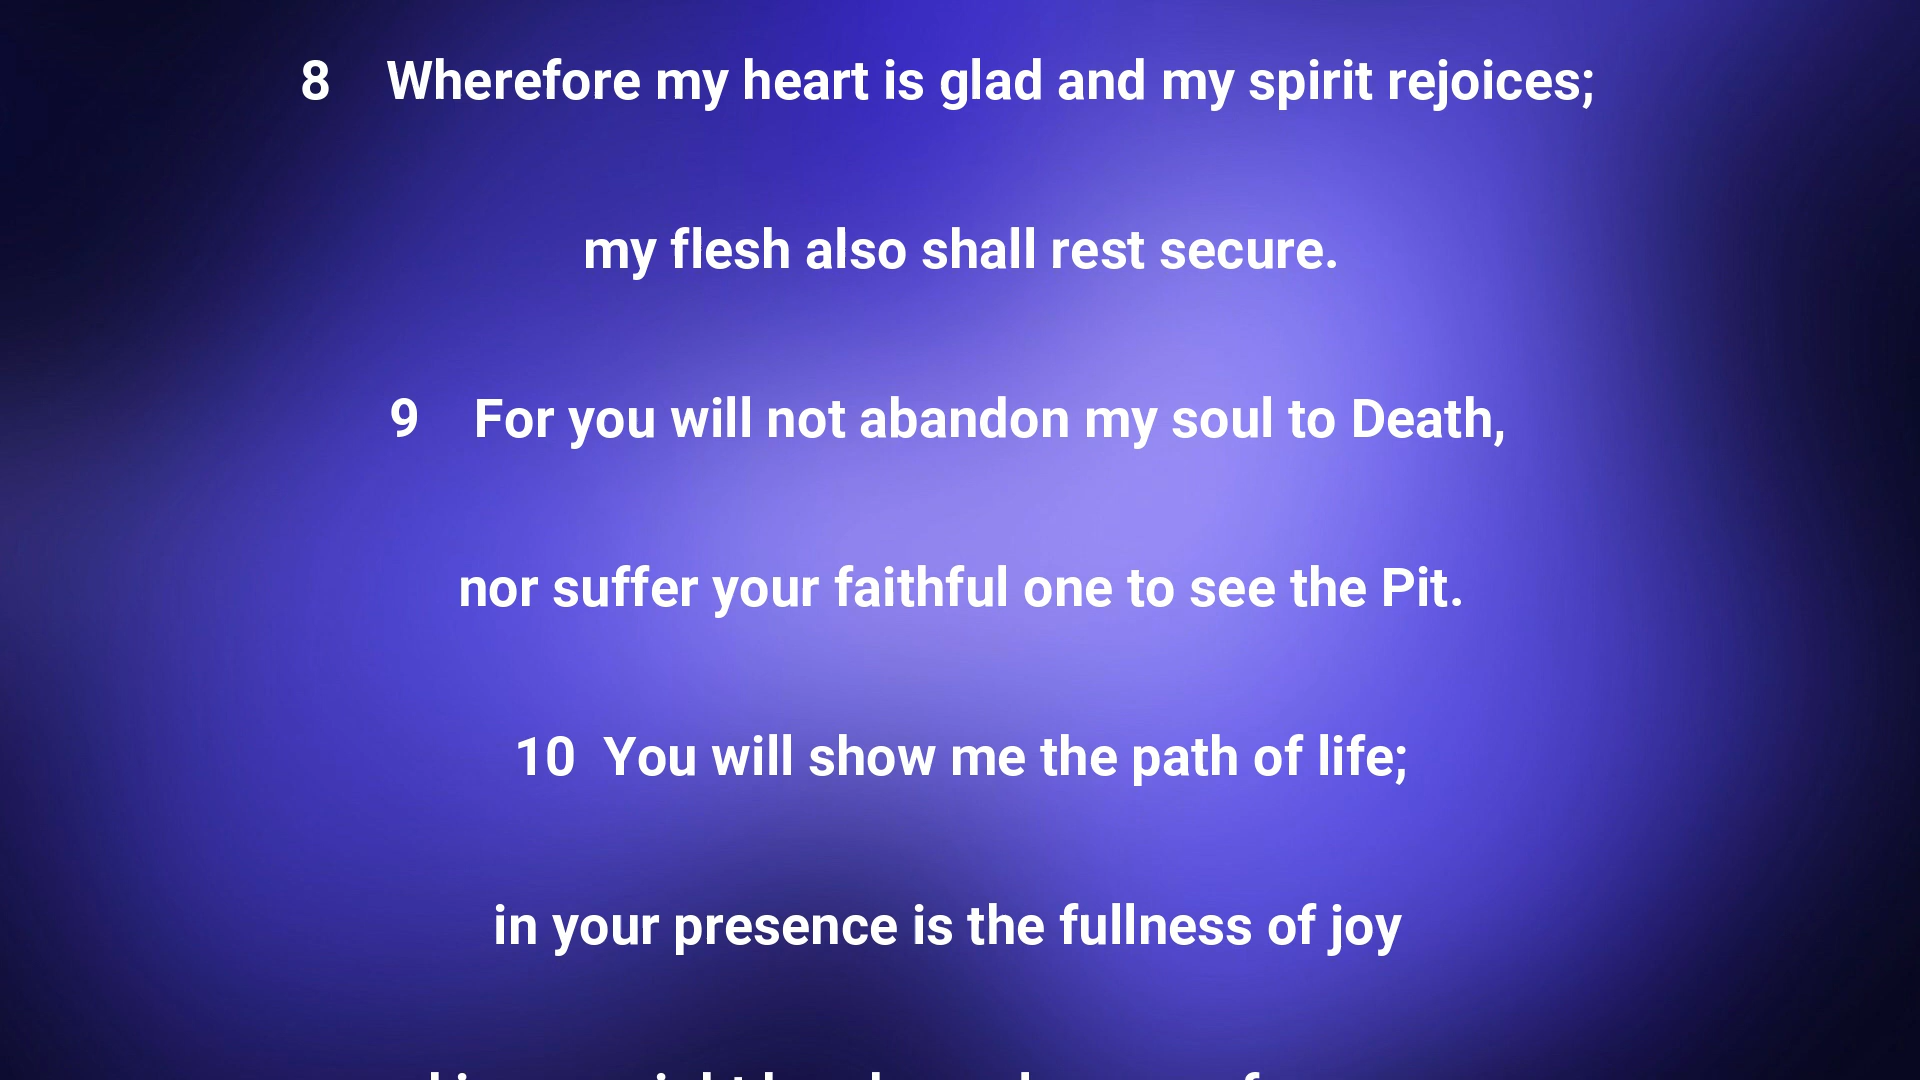 8 Wherefore my heart is glad and my spirit rejoices;
my flesh also shall rest secure.
9 For you will not abandon my soul to Death,
nor suffer your faithful one to see the Pit.
10 You will show me the path of life;
in your presence is the fullness of joy